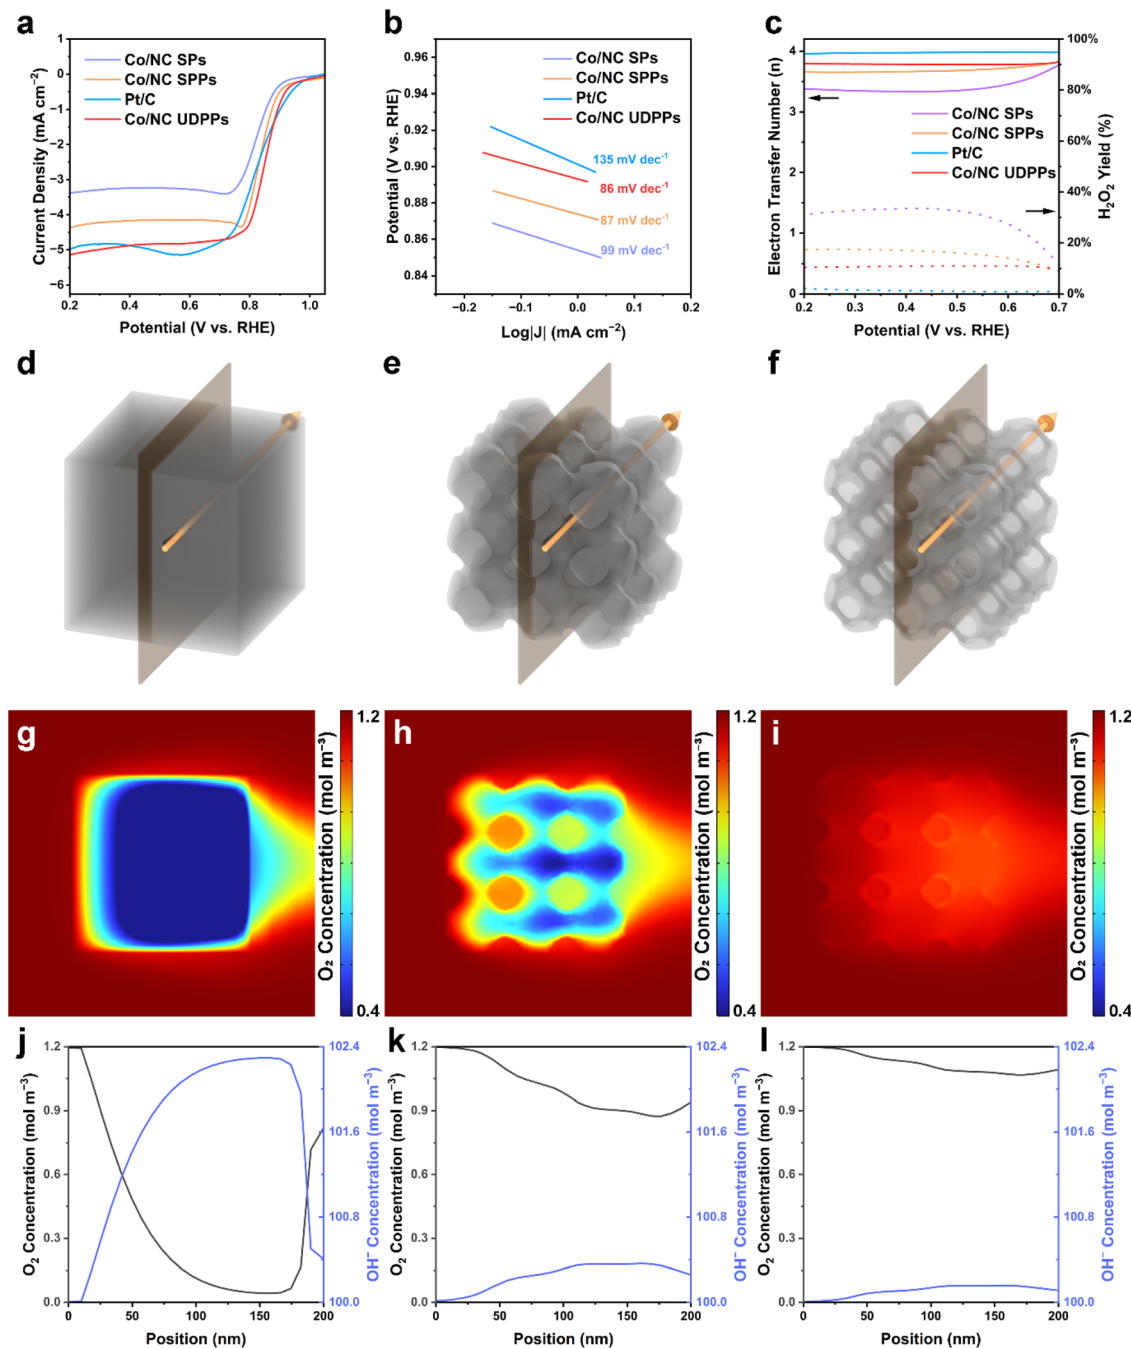 a
1
0
−1
−2
−3
−4
−5
−6
0.2
0.4
0.6
0.8
1.0
Current Density (mA cm⁻²)
Potential (V vs. RHE)
Co/NC SPs
Co/NC SPPs
Pt/C
Co/NC UDPPs
b
0.96
0.94
0.92
0.90
0.88
0.86
0.84
−0.2
−0.1
0.0
0.1
0.2
Potential (V vs. RHE)
Log|J| (mA cm⁻²)
Co/NC SPs
Co/NC SPPs
Pt/C
Co/NC UDPPs
135 mV dec⁻¹
86 mV dec⁻¹
87 mV dec⁻¹
99 mV dec⁻¹
c
4
3
2
1
0
0.2
0.3
0.4
0.5
0.6
0.7
100%
80%
60%
40%
20%
0%
Electron Transfer Number (n)
H₂O₂ Yield (%)
Potential (V vs. RHE)
Co/NC SPs
Co/NC SPPs
Pt/C
Co/NC UDPPs
d
e
f
g
1.2
0.4
O₂ Concentration (mol m⁻³)
h
1.2
0.4
O₂ Concentration (mol m⁻³)
i
1.2
0.4
O₂ Concentration (mol m⁻³)
j
1.2
0.9
0.6
0.3
0.0
0
50
100
150
200
102.4
101.6
100.8
100.0
O₂ Concentration (mol m⁻³)
OH⁻ Concentration (mol m⁻³)
Position (nm)
k
1.2
0.9
0.6
0.3
0.0
0
50
100
150
200
102.4
101.6
100.8
100.0
O₂ Concentration (mol m⁻³)
OH⁻ Concentration (mol m⁻³)
Position (nm)
l
1.2
0.9
0.6
0.3
0.0
0
50
100
150
200
102.4
101.6
100.8
100.0
O₂ Concentration (mol m⁻³)
OH⁻ Concentration (mol m⁻³)
Position (nm)